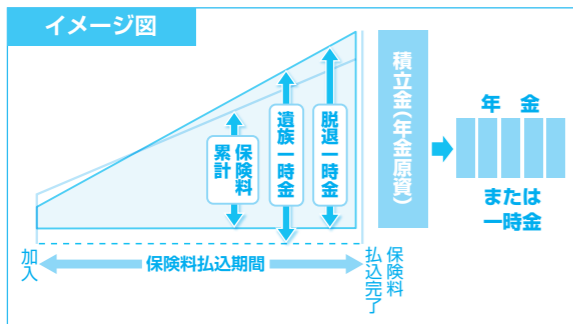 イメージ図
保険料
累計
遺族一時金
脱退一時金
積立金(年金原資)
年 金
または
一時金
加入
保険料払込期間
保険料
払込完了